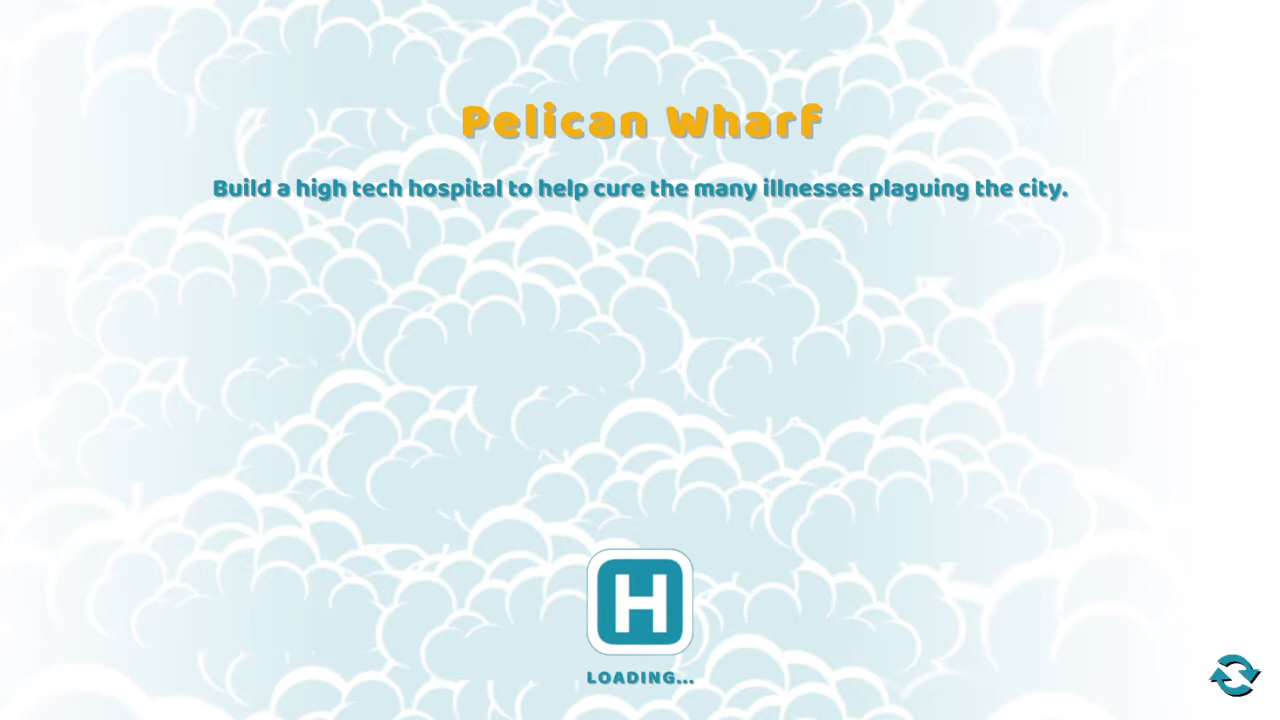 Pelican Wharf
Build a high tech hospital to help cure the many illnesses plaguing the city.
H
LOADING...